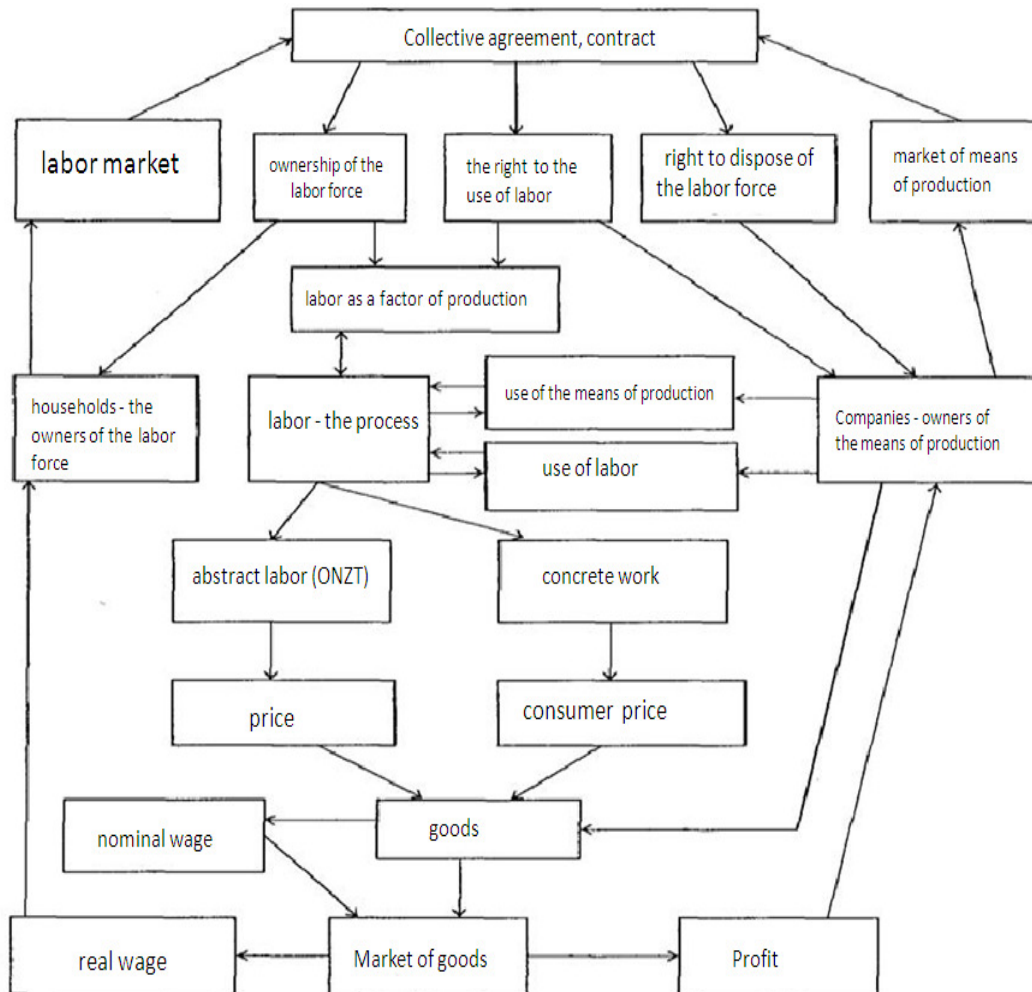 Collective agreement, contract
labor market
ownership of the
labor force
the right to the
use of labor
right to dispose of
the labor force
market of means
of production
labor as a factor of production
households - the
owners of the labor
force
labor - the process
use of the means of production
use of labor
Companies - owners of
the means of production
abstract labor (ONZT)
concrete work
price
consumer price
nominal wage
goods
real wage
Market of goods
Profit